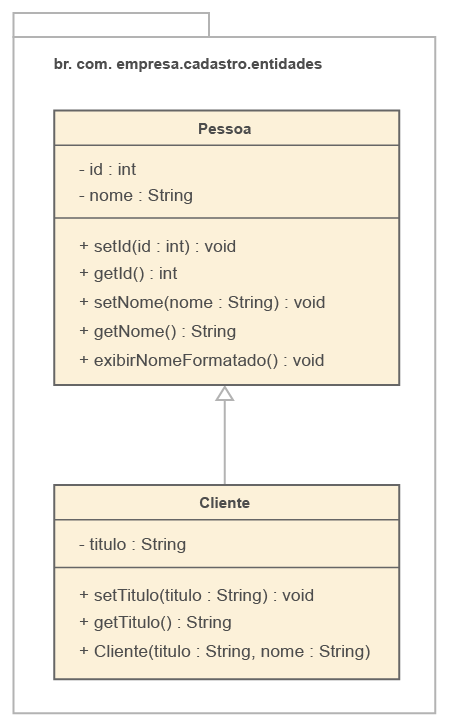 br. com. empresa.cadastro.entidades
Pessoa
- id : int
- nome : String
+ setId(id : int) : void
+ getId() : int
+ setNome(nome : String) : void
+ getNome() : String
+ exibirNomeFormatado() : void
Cliente
- titulo : String
+ setTitulo(titulo : String) : void
+ getTitulo() : String
+ Cliente(titulo : String, nome : String)